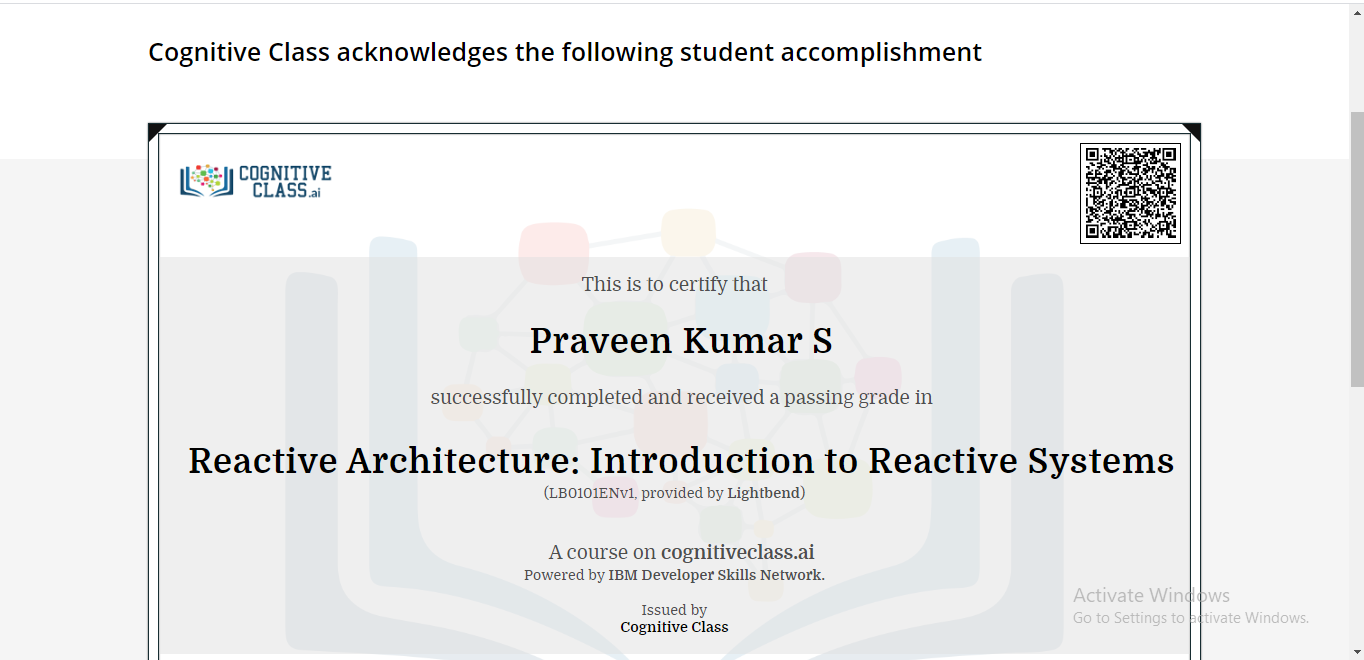 Cognitive Class acknowledges the following student accomplishment
COGNITIVE
CLASS.ai
This is to certify that
Praveen Kumar S
successfully completed and received a passing grade in
Reactive Architecture: Introduction to Reactive Systems
(LB0101ENv1, provided by Lightbend)
A course on cognitiveclass.ai
Powered by IBM Developer Skills Network.
Issued by
Cognitive Class
Activate Windows
Go to Settings to activate Windows.